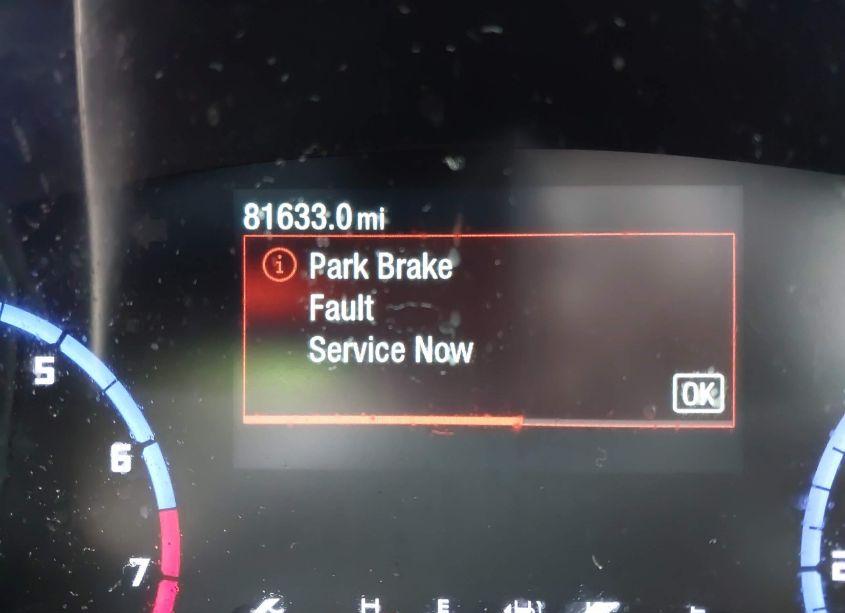 81633.0 mi
i Park Brake
Fault
Service Now
OK
5
6
7
H E